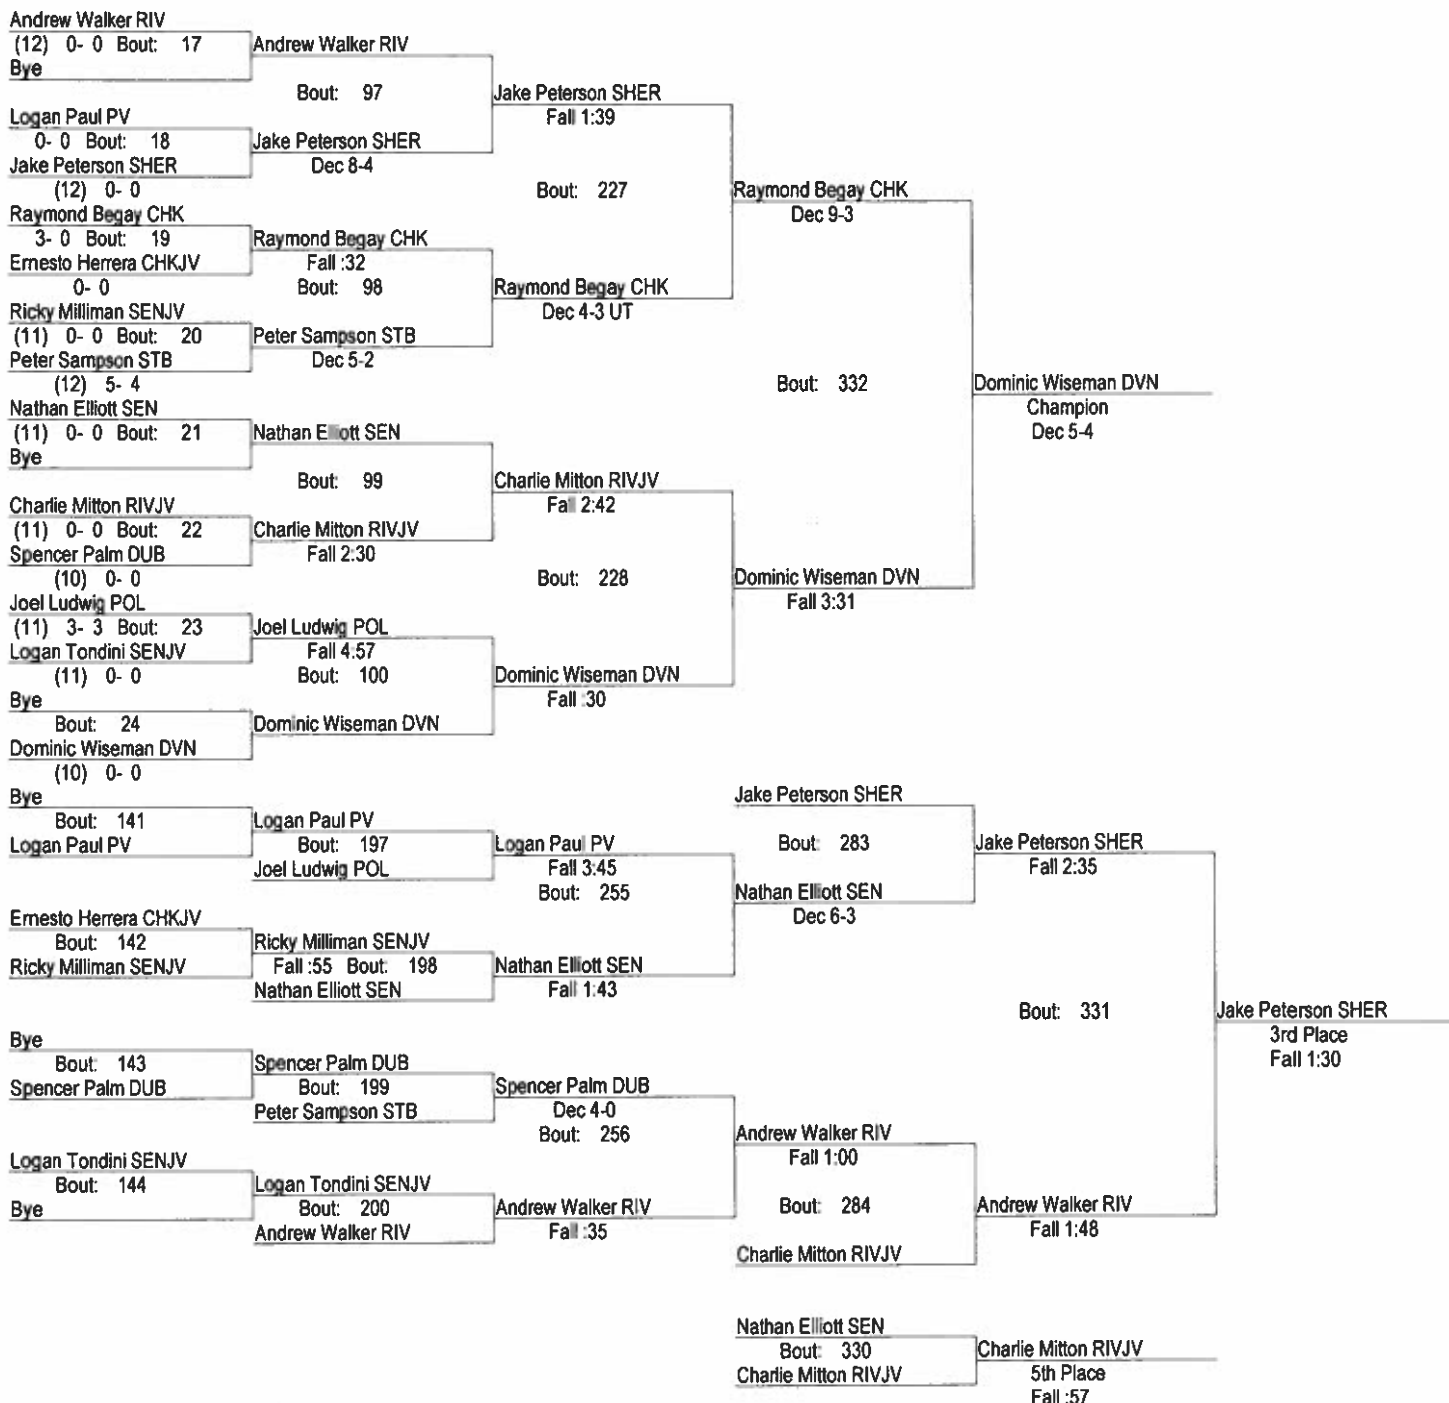 Andrew Walker RIV
(12) 0- 0 Bout: 17
Bye
Andrew Walker RIV
Bout: 97
Logan Paul PV
0- 0 Bout: 18
Jake Peterson SHER
(12) 0- 0
Jake Peterson SHER
Dec 8-4
Jake Peterson SHER
Fall 1:39
Bout: 227
Raymond Begay CHK
3- 0 Bout: 19
Ernesto Herrera CHKJV
0- 0
Raymond Begay CHK
Fall :32
Bout: 98
Ricky Milliman SENJV
(11) 0- 0 Bout: 20
Peter Sampson STB
(12) 5- 4
Peter Sampson STB
Dec 5-2
Raymond Begay CHK
Dec 4-3 UT
Raymond Begay CHK
Dec 9-3
Bout: 332
Nathan Elliott SEN
(11) 0- 0 Bout: 21
Bye
Nathan Elliott SEN
Bout: 99
Charlie Mitton RIVJV
(11) 0- 0 Bout: 22
Spencer Palm DUB
(10) 0- 0
Charlie Mitton RIVJV
Fall 2:30
Charlie Mitton RIVJV
Fall 2:42
Bout: 228
Joel Ludwig POL
(11) 3- 3 Bout: 23
Logan Tondini SENJV
(11) 0- 0
Joel Ludwig POL
Fall 4:57
Bout: 100
Bye
Bout: 24
Dominic Wiseman DVN
(10) 0- 0
Dominic Wiseman DVN
Dominic Wiseman DVN
Fall :30
Dominic Wiseman DVN
Fall 3:31
Dominic Wiseman DVN
Champion
Dec 5-4
Bye
Bout: 141
Logan Paul PV
Logan Paul PV
Bout: 197
Joel Ludwig POL
Logan Paul PV
Fall 3:45
Bout: 255
Ernesto Herrera CHKJV
Bout: 142
Ricky Milliman SENJV
Ricky Milliman SENJV
Fall :55 Bout: 198
Nathan Elliott SEN
Nathan Elliott SEN
Fall 1:43
Jake Peterson SHER
Bout: 283
Nathan Elliott SEN
Dec 6-3
Jake Peterson SHER
Fall 2:35
Bout: 331
Bye
Bout: 143
Spencer Palm DUB
Spencer Palm DUB
Bout: 199
Peter Sampson STB
Spencer Palm DUB
Dec 4-0
Bout: 256
Logan Tondini SENJV
Bout: 144
Bye
Logan Tondini SENJV
Bout: 200
Andrew Walker RIV
Andrew Walker RIV
Fall :35
Andrew Walker RIV
Fall 1:00
Bout: 284
Charlie Mitton RIVJV
Andrew Walker RIV
Fall 1:48
Jake Peterson SHER
3rd Place
Fall 1:30
Nathan Elliott SEN
Bout: 330
Charlie Mitton RIVJV
Charlie Mitton RIVJV
5th Place
Fall :57